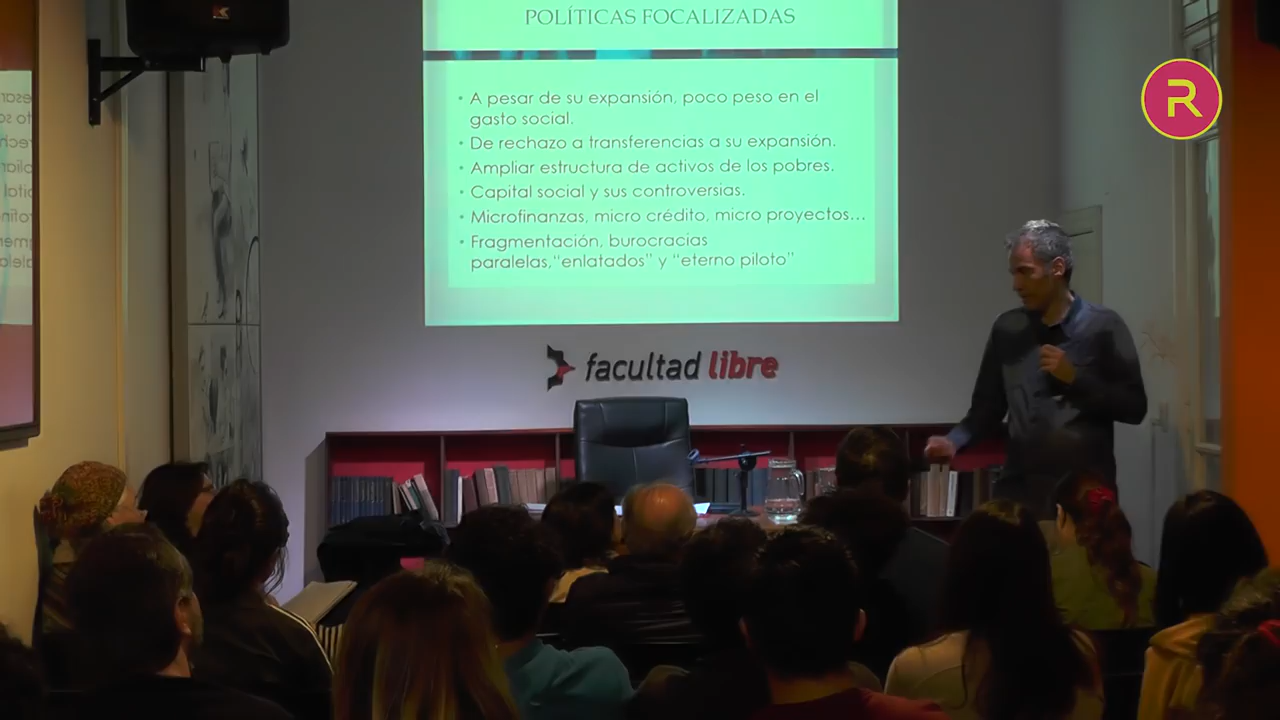 POLÍTICAS FOCALIZADAS
• A pesar de su expansión, poco peso en el
gasto social.
• De rechazo a transferencias a su expansión.
• Ampliar estructura de activos de los pobres.
• Capital social y sus controversias.
• Microfinanzas, micro crédito, micro proyectos…
• Fragmentación, burocracias
paralelas,“enlatados” y “eterno piloto”
facultad libre
R